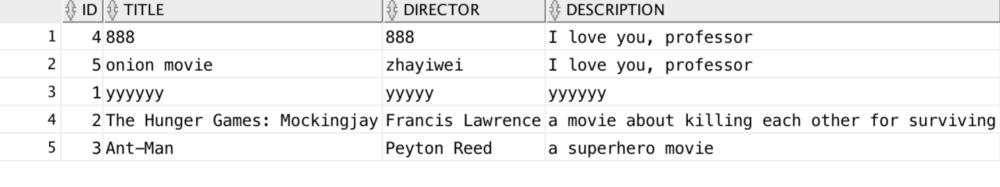 ID TITLE DIRECTOR DESCRIPTION
1 4 888 888 I love you, professor
2 5 onion movie zhayiwei I love you, professor
3 1 yyyyyy yyyyy yyyyyy
4 2 The Hunger Games: Mockingjay Francis Lawrence a movie about killing each other for surviving
5 3 Ant-Man Peyton Reed a superhero movie